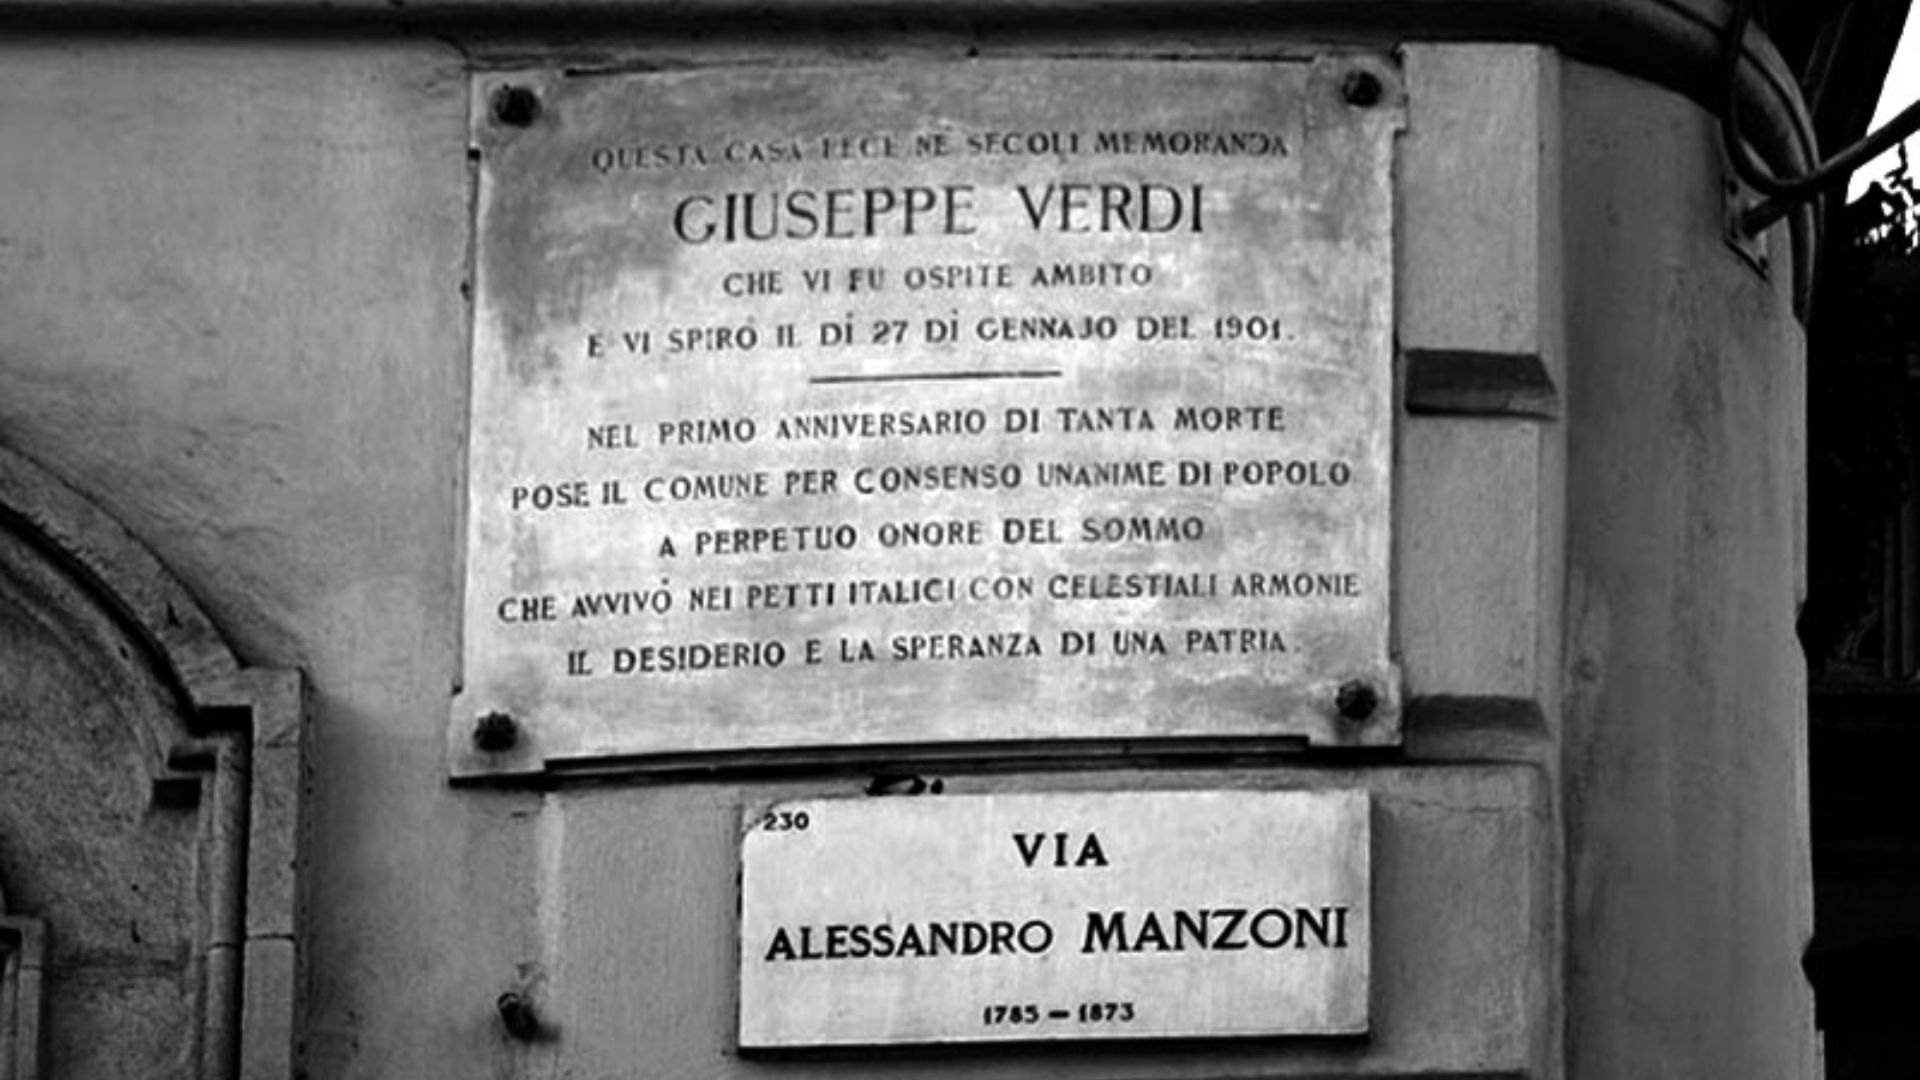 QUESTA CASA FECE NE SECOLI MEMORANDA
GIUSEPPE VERDI
CHE VI FU OSPITE AMBITO
E VI SPIRÒ IL DÌ 27 DI GENNAJO DEL 1901.
NEL PRIMO ANNIVERSARIO DI TANTA MORTE
POSE IL COMUNE PER CONSENSO UNANIME DI POPOLO
A PERPETUO ONORE DEL SOMMO
CHE AVVIVÒ NEI PETTI ITALICI CON CELESTIALI ARMONIE
IL DESIDERIO E LA SPERANZA DI UNA PATRIA.
230
VIA
ALESSANDRO MANZONI
1785 – 1873